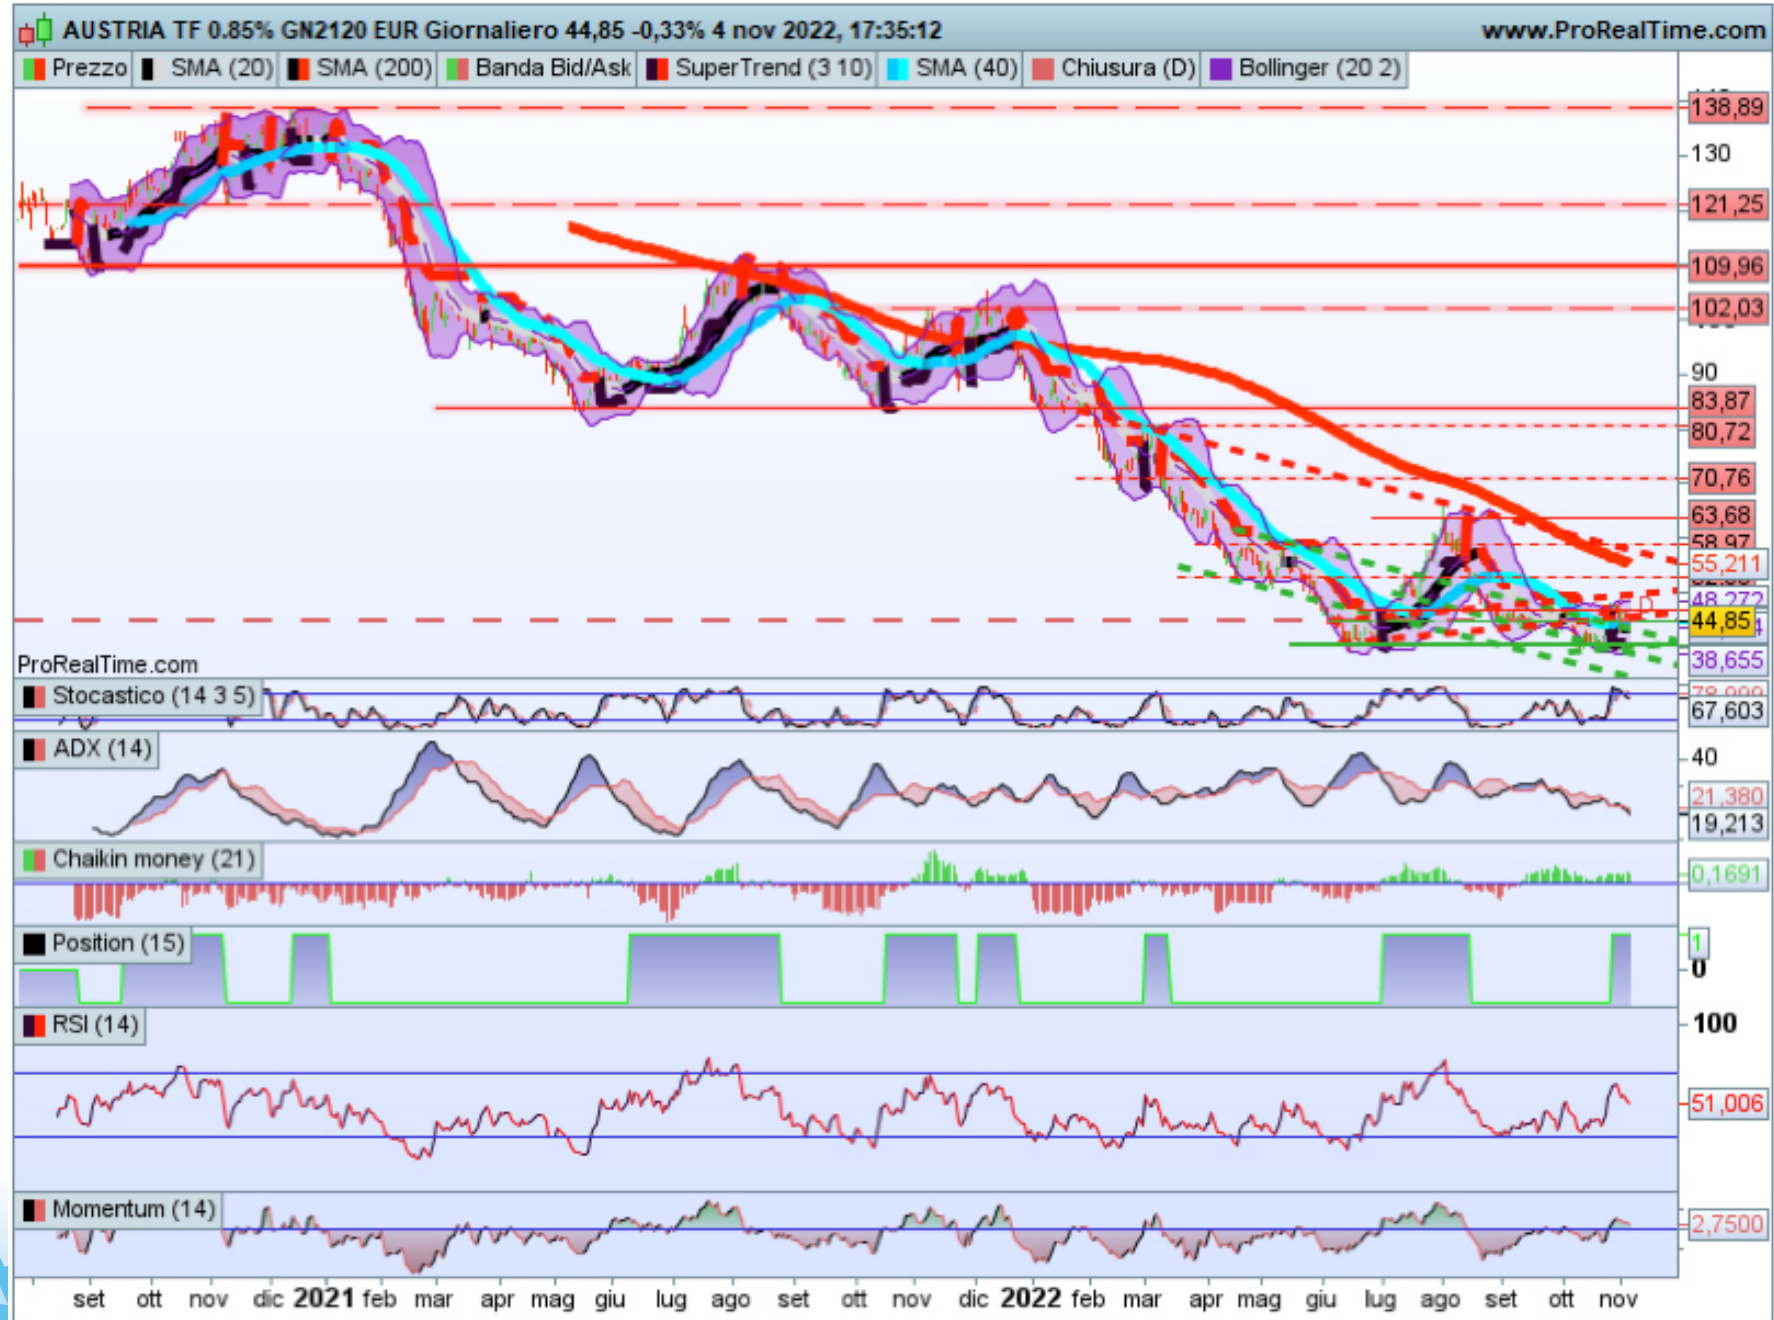 AUSTRIA TF 0.85% GN2120 EUR Giornaliero 44,85 -0,33% 4 nov 2022, 17:35:12
www.ProRealTime.com
Prezzo SMA (20) SMA (200) Banda Bid/Ask SuperTrend (3 10) SMA (40) Chiusura (D) Bollinger (20 2)
138,89
130
121,25
109,96
102,03
90
83,87
80,72
70,76
63,68
58,97
55,211
48,272
44,85
38,655
ProRealTime.com
Stocastico (14 3 5)
78,999
67,603
ADX (14)
40
21,380
19,213
Chaikin money (21)
0,1691
Position (15)
1
0
RSI (14)
100
51,006
Momentum (14)
2,7500
set ott nov dic 2021 feb mar apr mag giu lug ago set ott nov dic 2022 feb mar apr mag giu lug ago set ott nov